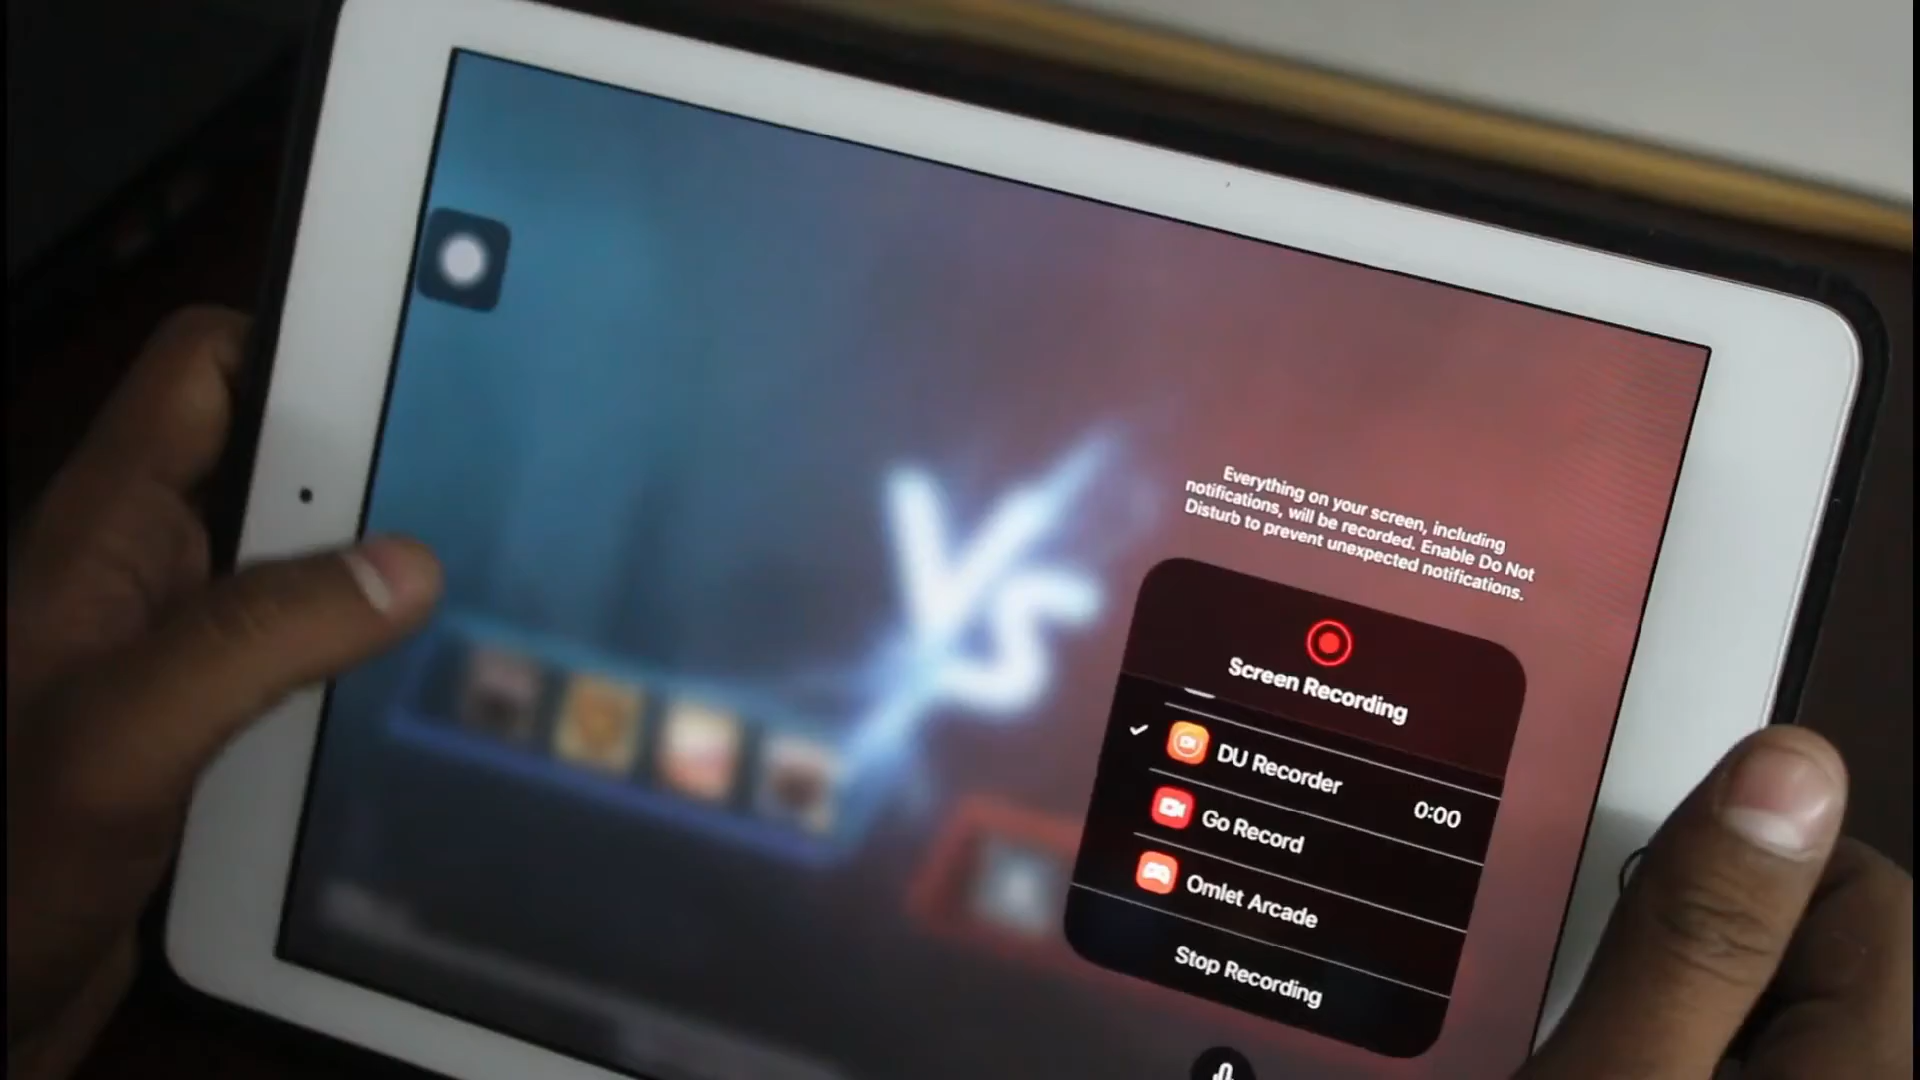 VS
Everything on your screen, including
notifications, will be recorded. Enable Do Not
Disturb to prevent unexpected notifications.
Screen Recording
DU Recorder 0:00
Go Record
Omlet Arcade
Stop Recording